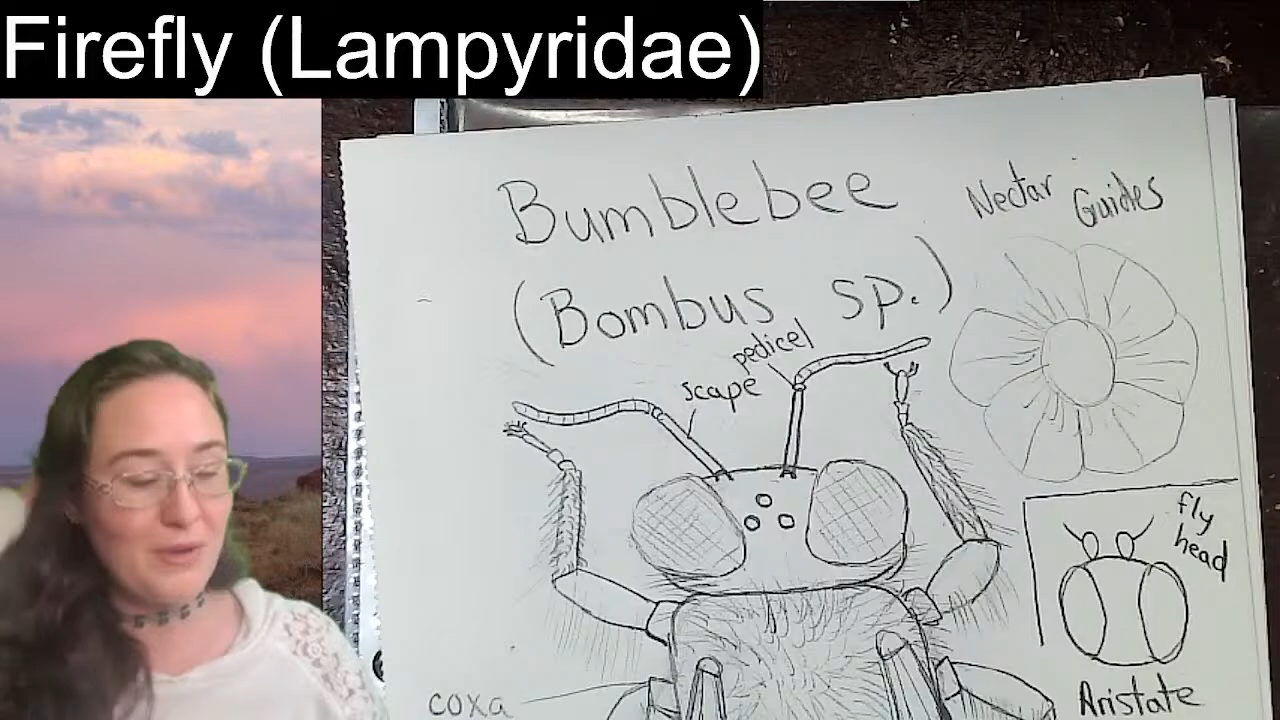 Firefly (Lampyridae)
Bumblebee
(Bombus sp.)
Nectar Guides
pedicel
scape
fly
head
Aristate
coxa